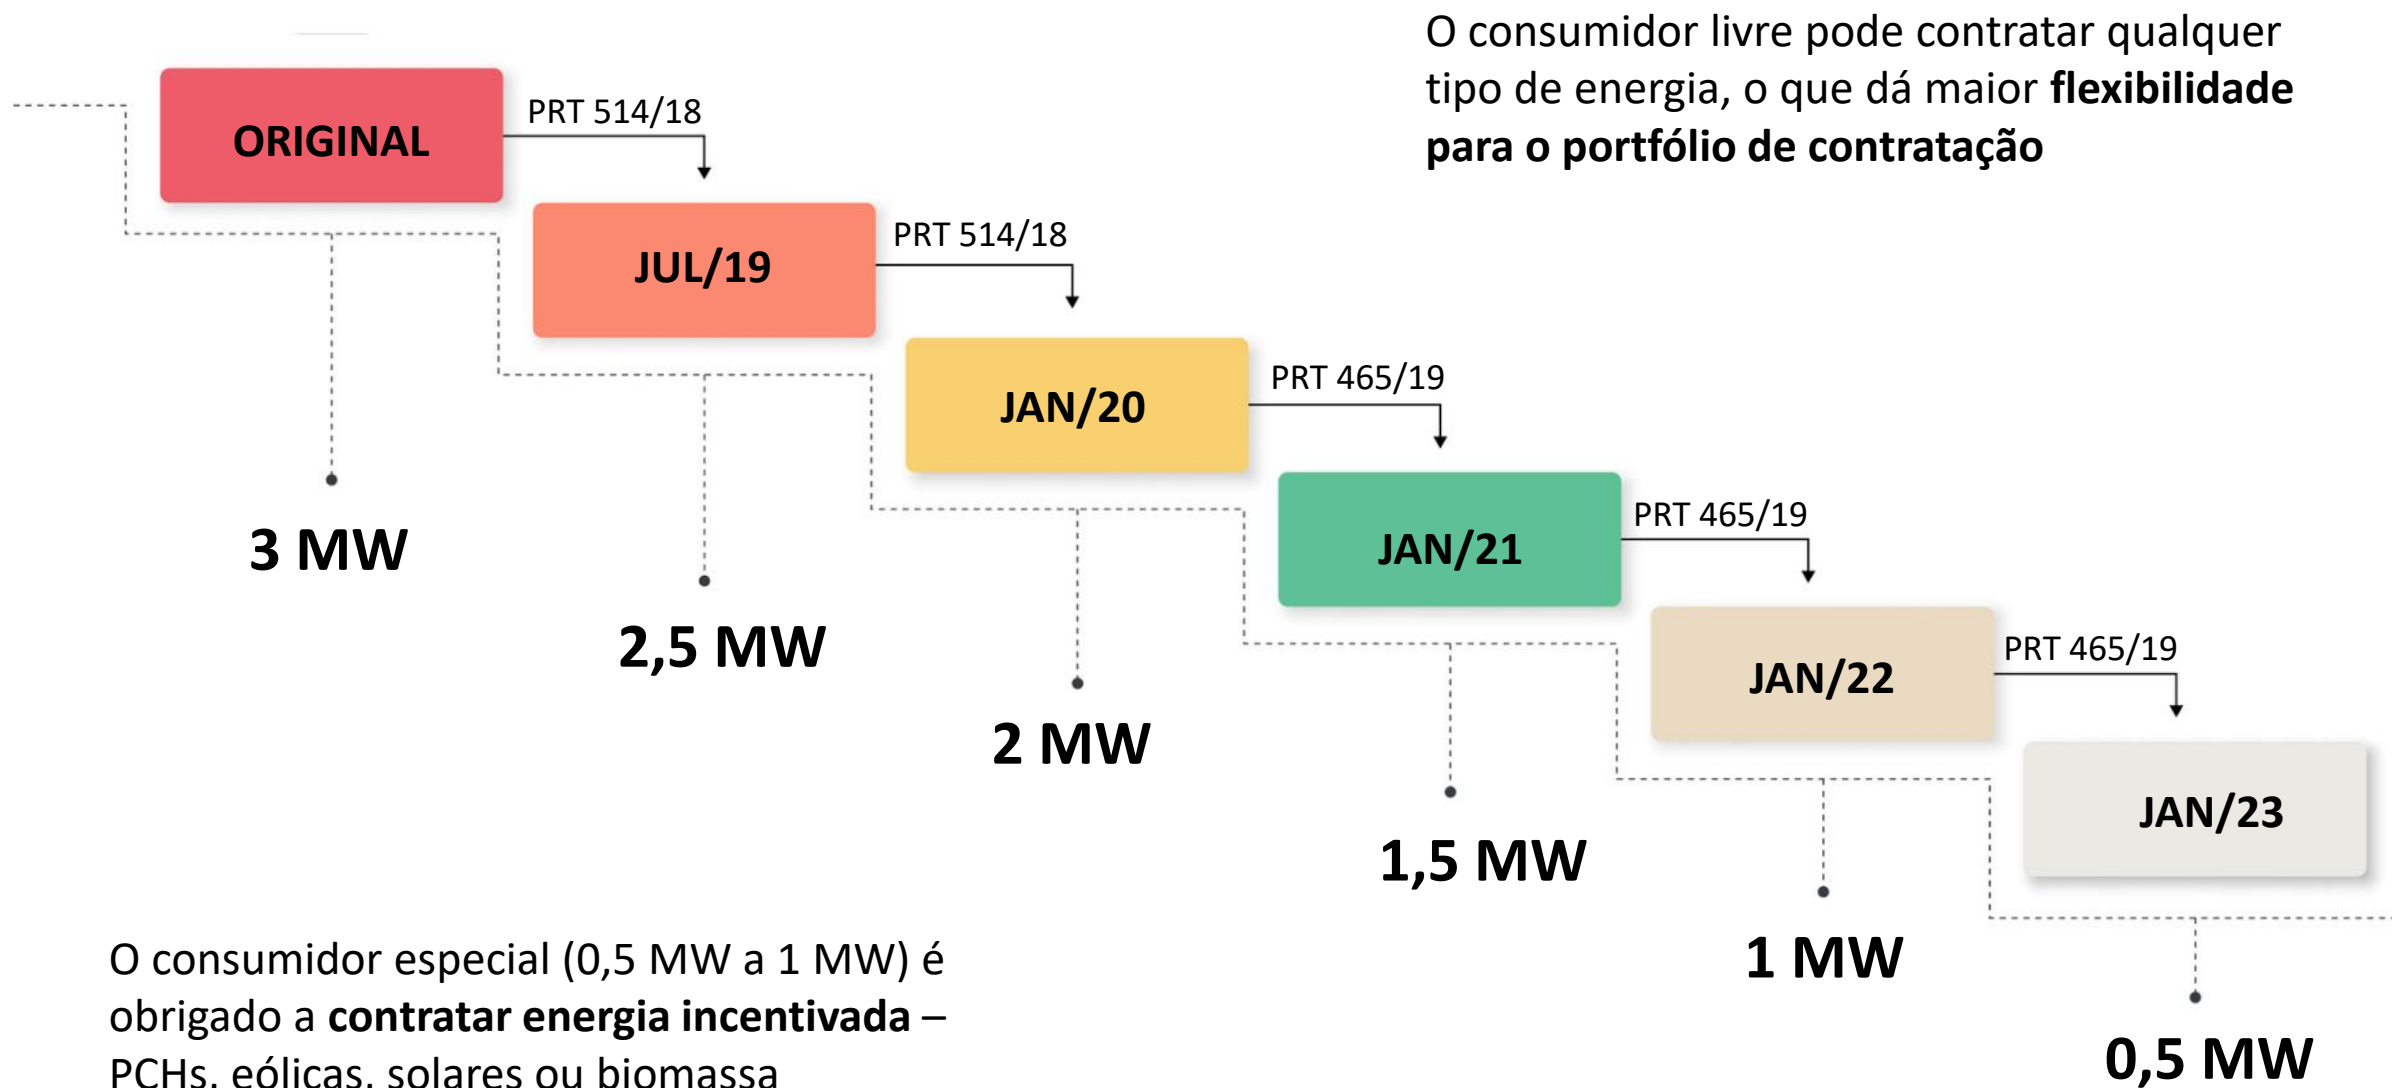 O consumidor livre pode contratar qualquer
tipo de energia, o que dá maior flexibilidade
para o portfólio de contratação
ORIGINAL
PRT 514/18
JUL/19
PRT 514/18
JAN/20
PRT 465/19
JAN/21
PRT 465/19
JAN/22
PRT 465/19
JAN/23
3 MW
2,5 MW
2 MW
1,5 MW
1 MW
0,5 MW
O consumidor especial (0,5 MW a 1 MW) é
obrigado a contratar energia incentivada –
PCHs, eólicas, solares ou biomassa